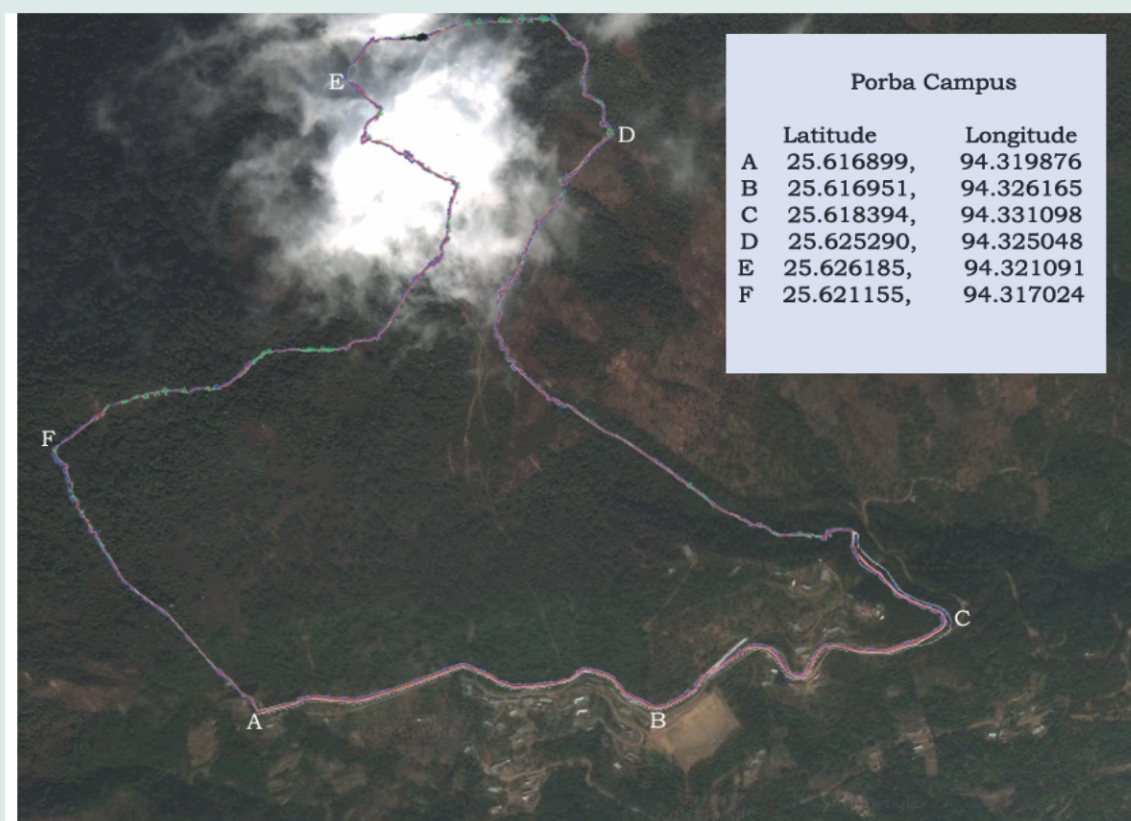 Porba Campus
Latitude Longitude
A 25.616899, 94.319876
B 25.616951, 94.326165
C 25.618394, 94.331098
D 25.625290, 94.325048
E 25.626185, 94.321091
F 25.621155, 94.317024
E
D
F
C
A
B